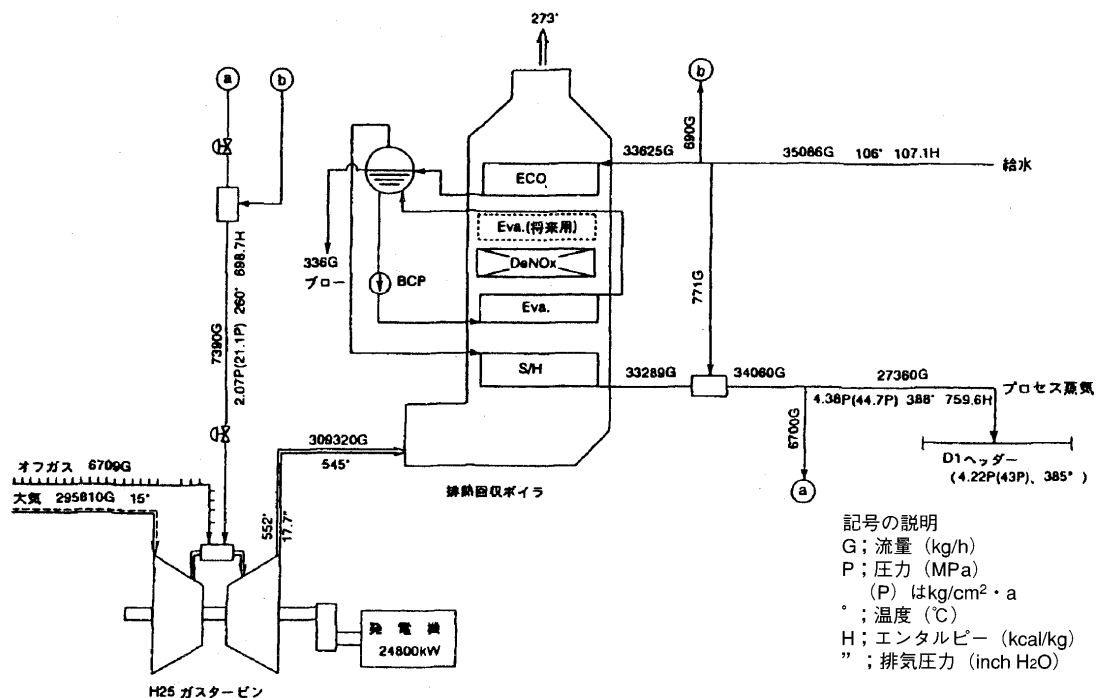 273°
a
b
b
690G
33625G
35086G 106° 107.1H
給水
ECO
Eva.(将来用)
DeNOx
336G
ブロー
BCP
Eva.
771G
7390G
2.07P(21.1P) 260° 698.7H
S/H
33289G
34060G
27360G
プロセス蒸気
4.38P(44.7P) 388° 759.6H
6700G
309320G
545°
D1ヘッダー
(4.22P(43P)、385°)
オフガス 6709G
大気 295810G 15°
排熱回収ボイラ
a
552°
17.7"
記号の説明
G;流量(kg/h)
P;圧力(MPa)
(P)はkg/cm²・a
°;温度(℃)
H;エンタルピー(kcal/kg)
”;排気圧力(inch H₂O)
発電機
24800kW
H25 ガスタービン